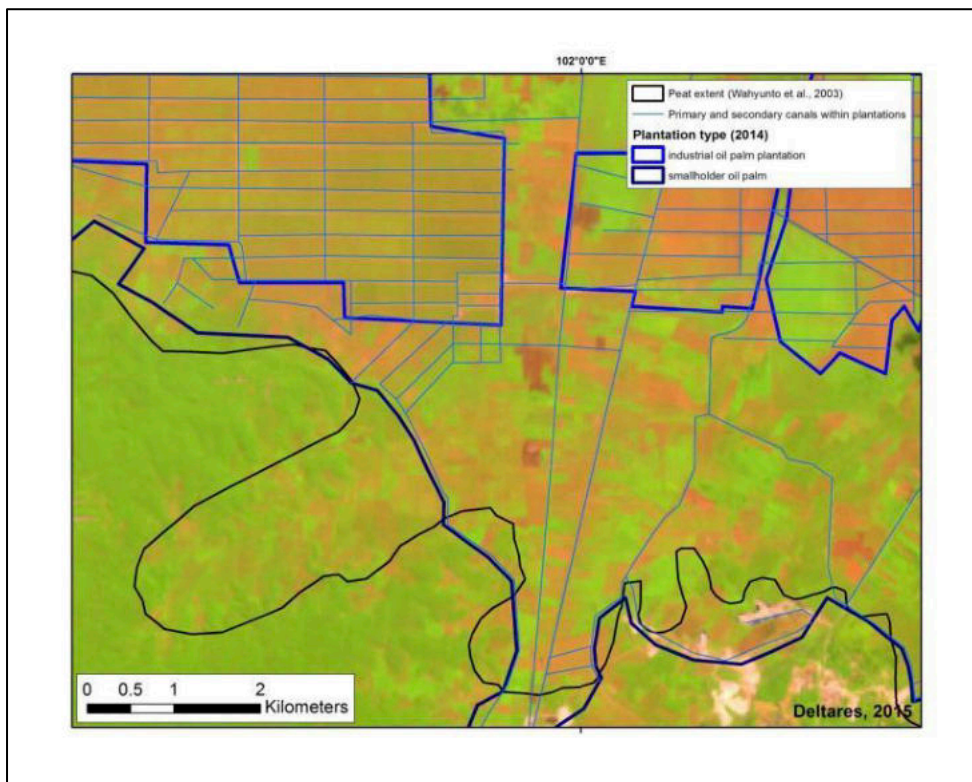 102°0'0"E
Peat extent (Wahyunto et al., 2003)
Primary and secondary canals within plantations
Plantation type (2014)
industrial oil palm plantation
smallholder oil palm
0 0.5 1 2
Kilometers
Deltares, 2015